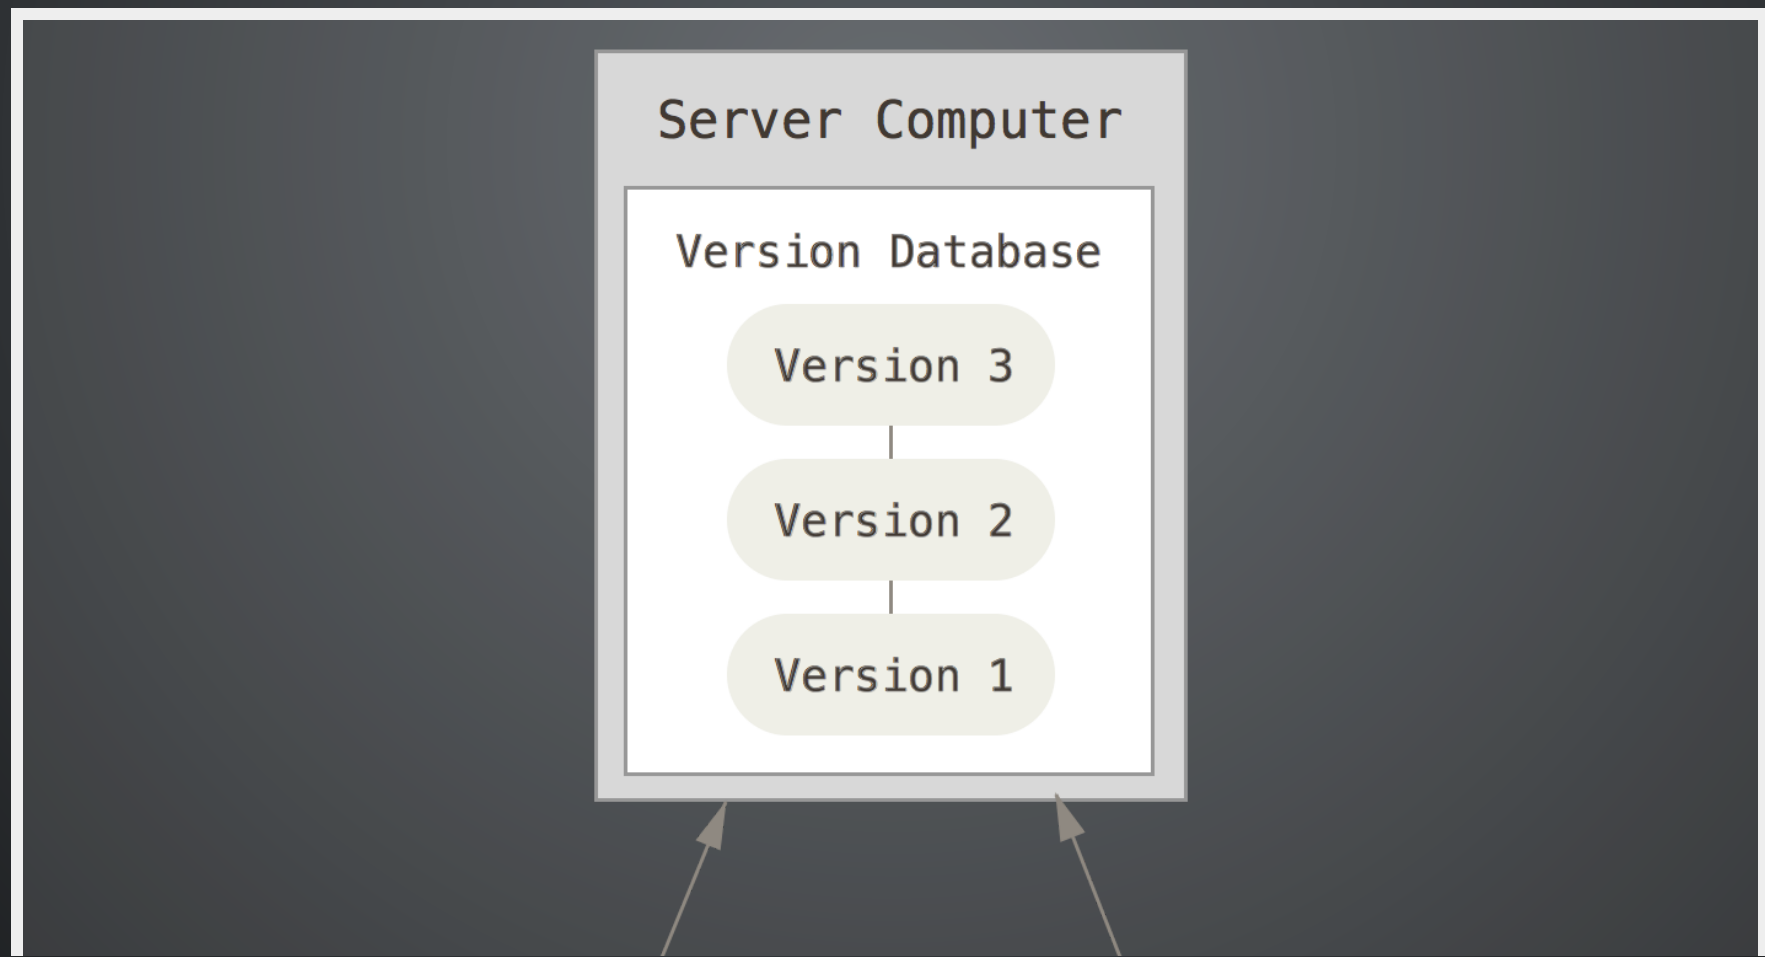 Server Computer
Version Database
Version 3
Version 2
Version 1